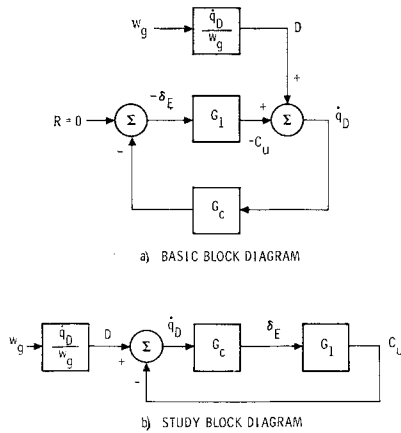 w_g
q̇_D
w_g
D
+
-δ_E
R = 0
Σ
G_1
+
-C_u
Σ
q̇_D
-
G_c
a) BASIC BLOCK DIAGRAM
w_g
q̇_D
w_g
D
+
Σ
q̇_D
G_c
δ_E
G_1
C_u
-
b) STUDY BLOCK DIAGRAM